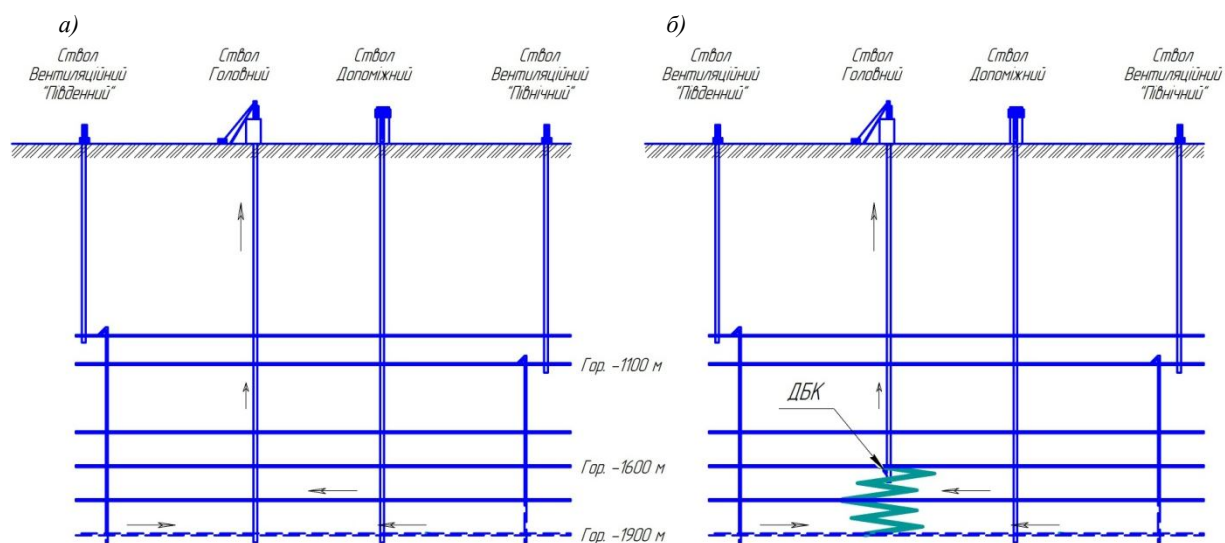 а)
Ствол
Вентиляційний
"Південний"
Ствол
Головний
Ствол
Допоміжний
Ствол
Вентиляційний
"Північний"
Гор. -1100 м
Гор. -1600 м
Гор. -1900 м
б)
Ствол
Вентиляційний
"Південний"
Ствол
Головний
Ствол
Допоміжний
Ствол
Вентиляційний
"Північний"
ДБК